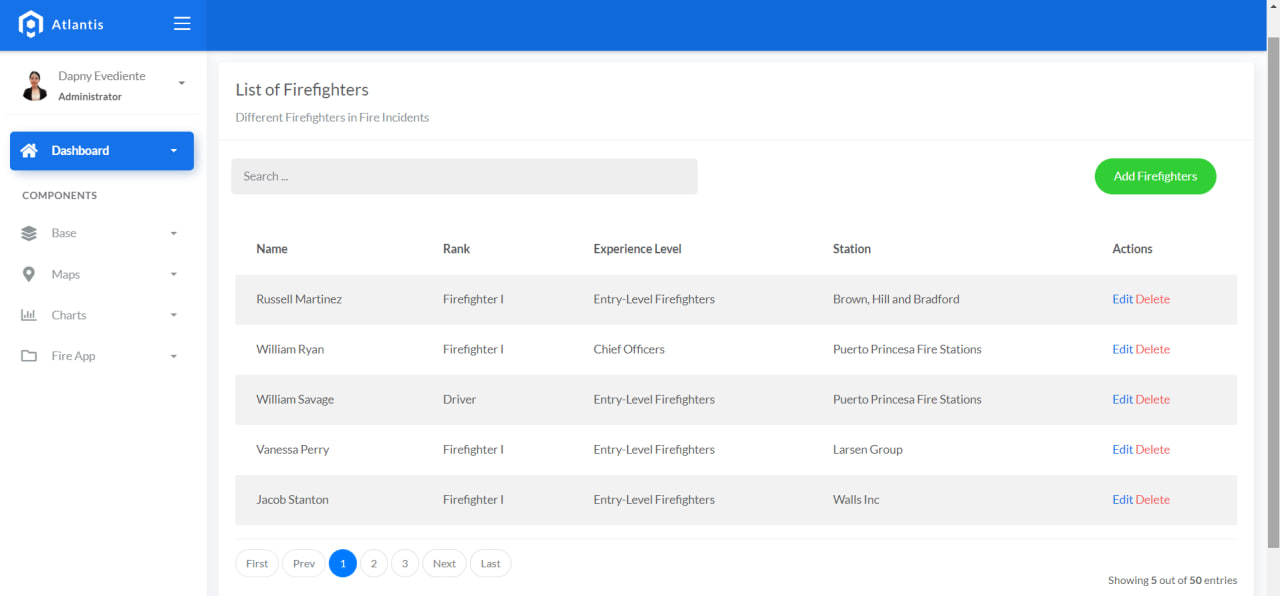 Atlantis
Dapny Evediente
Administrator
Dashboard
COMPONENTS
Base
Maps
Charts
Fire App
List of Firefighters
Different Firefighters in Fire Incidents
Search ...
Add Firefighters
Name Rank Experience Level Station Actions
Russell Martinez Firefighter I Entry-Level Firefighters Brown, Hill and Bradford Edit Delete
William Ryan Firefighter I Chief Officers Puerto Princesa Fire Stations Edit Delete
William Savage Driver Entry-Level Firefighters Puerto Princesa Fire Stations Edit Delete
Vanessa Perry Firefighter I Entry-Level Firefighters Larsen Group Edit Delete
Jacob Stanton Firefighter I Entry-Level Firefighters Walls Inc Edit Delete
First Prev 1 2 3 Next Last
Showing 5 out of 50 entries